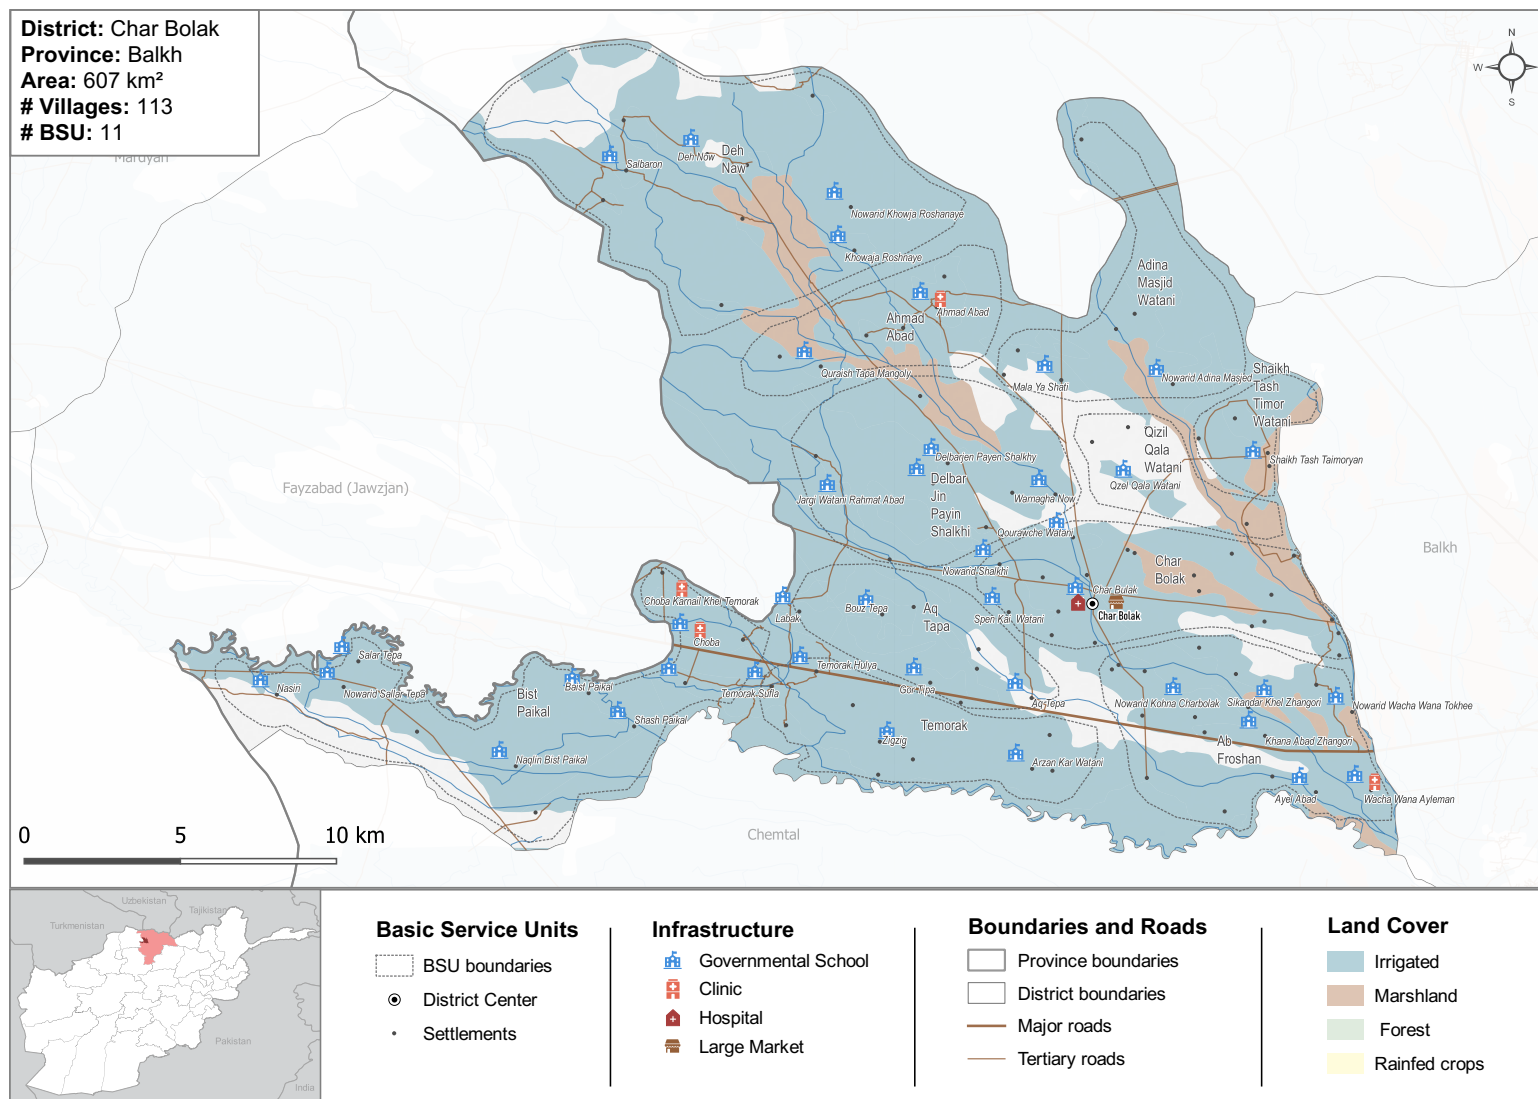 District: Char Bolak
Province: Balkh
Area: 607 km²
# Villages: 113
# BSU: 11
Mardyan
N
W
S
Salbaron
Deh Now
Deh
Naw
Nowarid Khowja Roshanaye
Khowaja Roshnaye
Adina
Masjid
Watani
Ahmad Abad
Ahmad
Abad
Quraish Tapa Mangoly
Mala Ya Shati
Nowarid Adina Masjed
Shaikh
Tash
Timor
Watani
Qizil
Qala
Watani
Shaikh Tash Taimoryan
Delbarjen Payen Shalkhy
Delbar
Jin
Payin
Shalkhi
Jargi Watani Rahmat Abad
Warnagha Now
Qzel Qala Watani
Qourawche Watani
Fayzabad (Jawzjan)
Balkh
Nowarid Shalkhi
Char
Bolak
Char Bulak
Char Bolak
Choba Karnail Khel Temorak
Choba
Labak
Bouz Tepa
Aq
Tapa
Speri Kai Watani
Salar Tepa
Nasiri
Nowarid Sallar Tepa
Bist
Paikal
Baist Paikal
Shash Paikal
Naqlin Bist Paikal
Temorak Hulya
Temorak Sufla
Gor Tipa
Temorak
Zigzig
Aq Tepa
Arzan Kar Watani
Nowarid Kohna Charbolak
Sikandar Khel Zhangori
Nowarid Wacha Wana Tokhee
Khana Abad Zhangori
Ab
Froshan
Ayel Abad
Wacha Wana Ayleman
Chemtal
0 5 10 km
Uzbekistan
Tajikistan
Turkmenistan
Pakistan
India
Basic Service Units
BSU boundaries
District Center
Settlements
Infrastructure
Governmental School
Clinic
Hospital
Large Market
Boundaries and Roads
Province boundaries
District boundaries
Major roads
Tertiary roads
Land Cover
Irrigated
Marshland
Forest
Rainfed crops